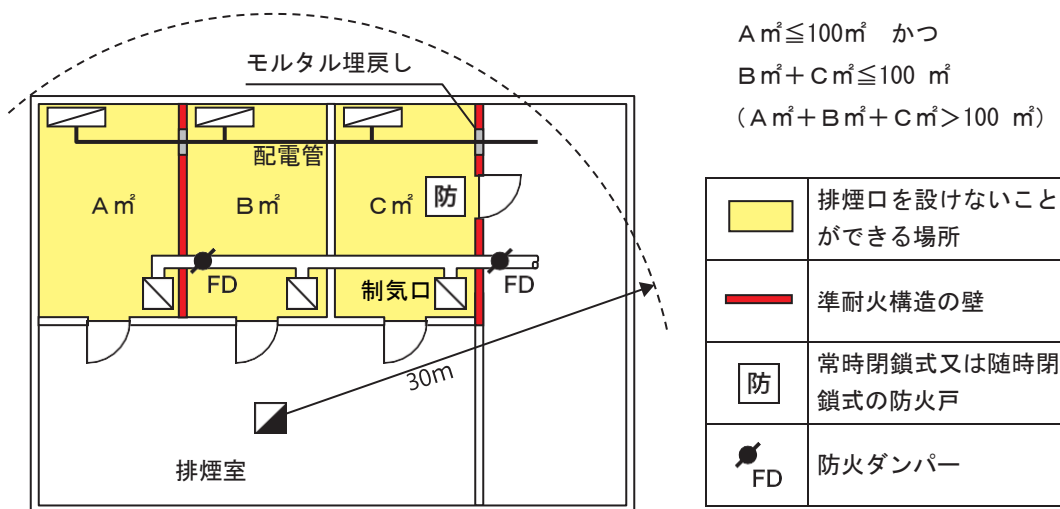 モルタル埋戻し
配電管
A㎡
B㎡
C㎡
防
FD
制気口
FD
30m
排煙室
A㎡≦100㎡ かつ
B㎡+C㎡≦100 ㎡
(A㎡+B㎡+C㎡>100 ㎡)
排煙口を設けないこと
ができる場所
準耐火構造の壁
防
常時閉鎖式又は随時閉
鎖式の防火戸
FD
防火ダンパー